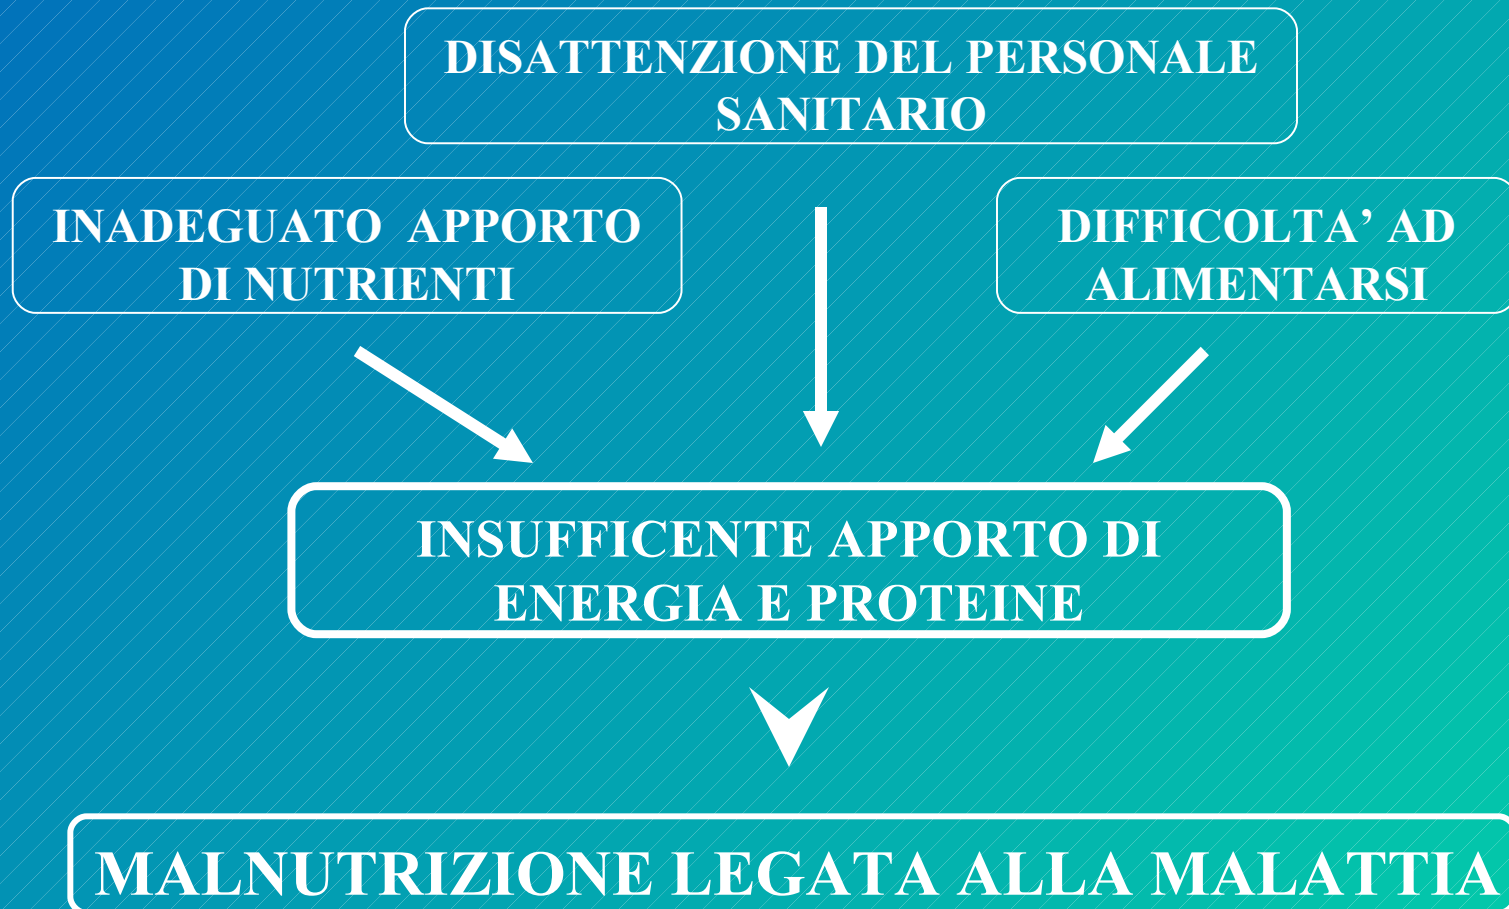 DISATTENZIONE DEL PERSONALE
SANITARIO
INADEGUATO APPORTO
DI NUTRIENTI
DIFFICOLTA’ AD
ALIMENTARSI
INSUFFICENTE APPORTO DI
ENERGIA E PROTEINE
MALNUTRIZIONE LEGATA ALLA MALATTIA